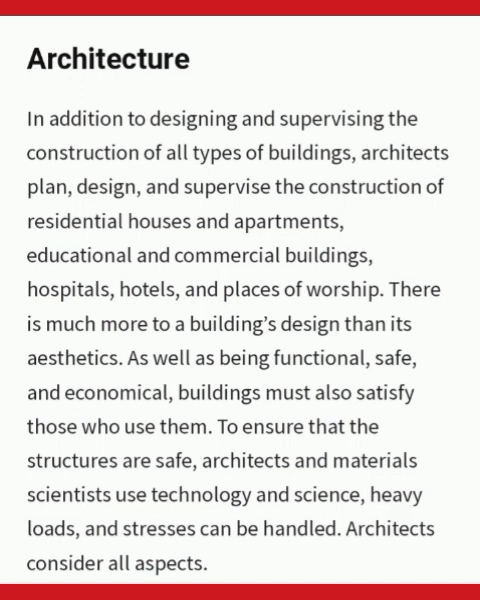 Architecture
In addition to designing and supervising the
construction of all types of buildings, architects
plan, design, and supervise the construction of
residential houses and apartments,
educational and commercial buildings,
hospitals, hotels, and places of worship. There
is much more to a building’s design than its
aesthetics. As well as being functional, safe,
and economical, buildings must also satisfy
those who use them. To ensure that the
structures are safe, architects and materials
scientists use technology and science, heavy
loads, and stresses can be handled. Architects
consider all aspects.